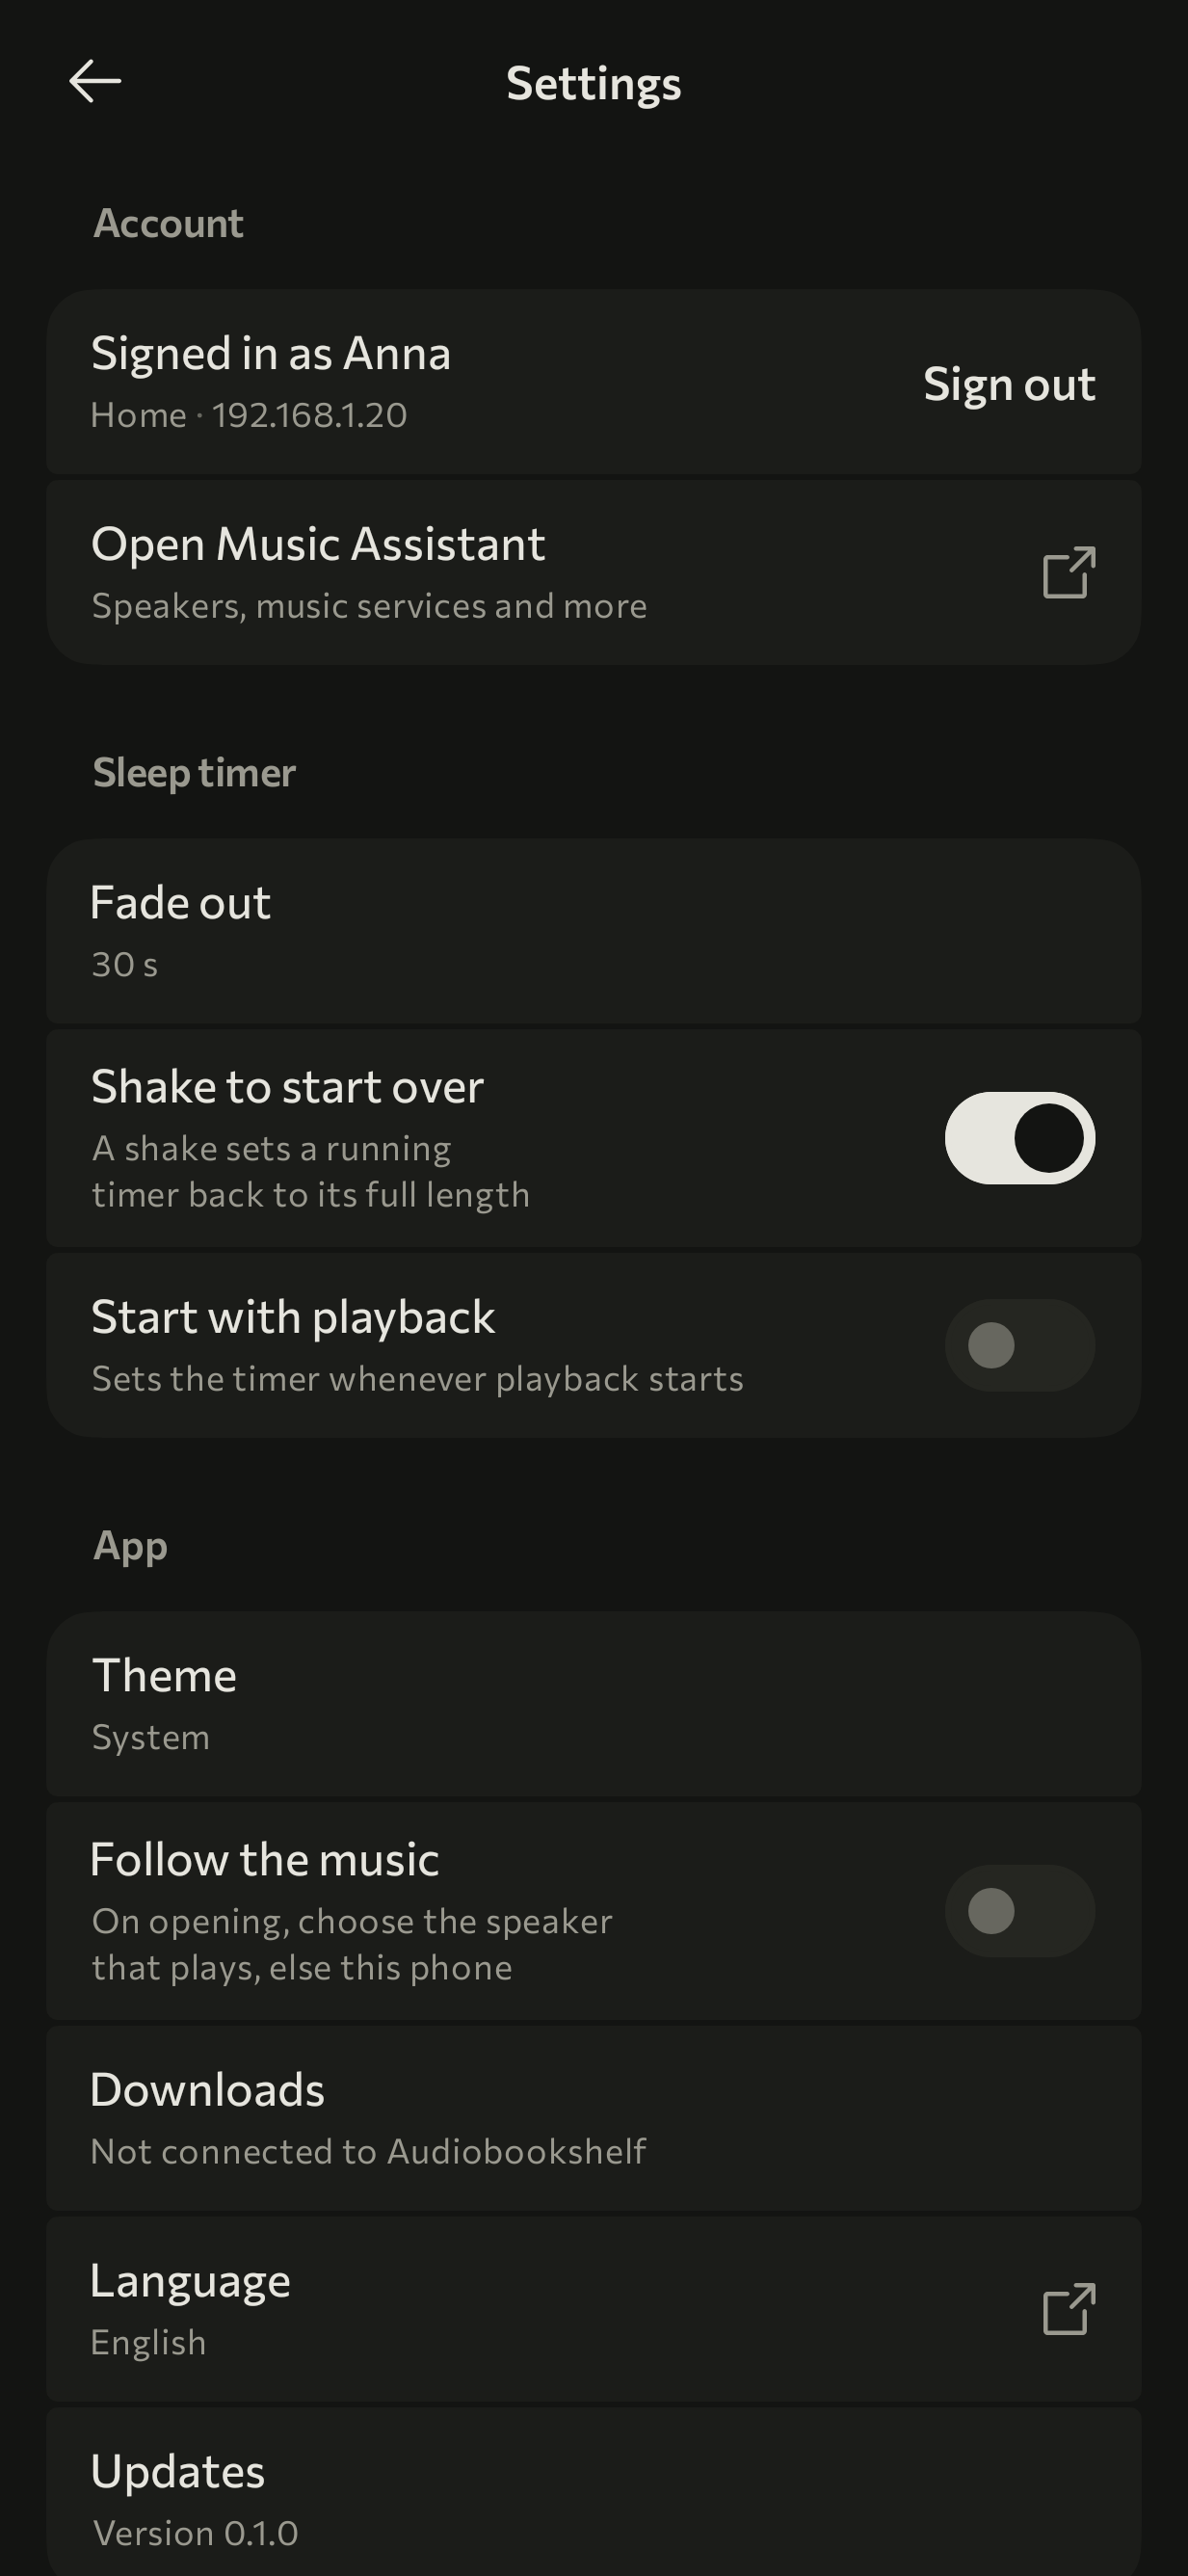 Settings
Account
Signed in as Anna
Home · 192.168.1.20
Sign out
Open Music Assistant
Speakers, music services and more
Sleep timer
Fade out
30 s
Shake to start over
A shake sets a running
timer back to its full length
Start with playback
Sets the timer whenever playback starts
App
Theme
System
Follow the music
On opening, choose the speaker
that plays, else this phone
Downloads
Not connected to Audiobookshelf
Language
English
Updates
Version 0.1.0